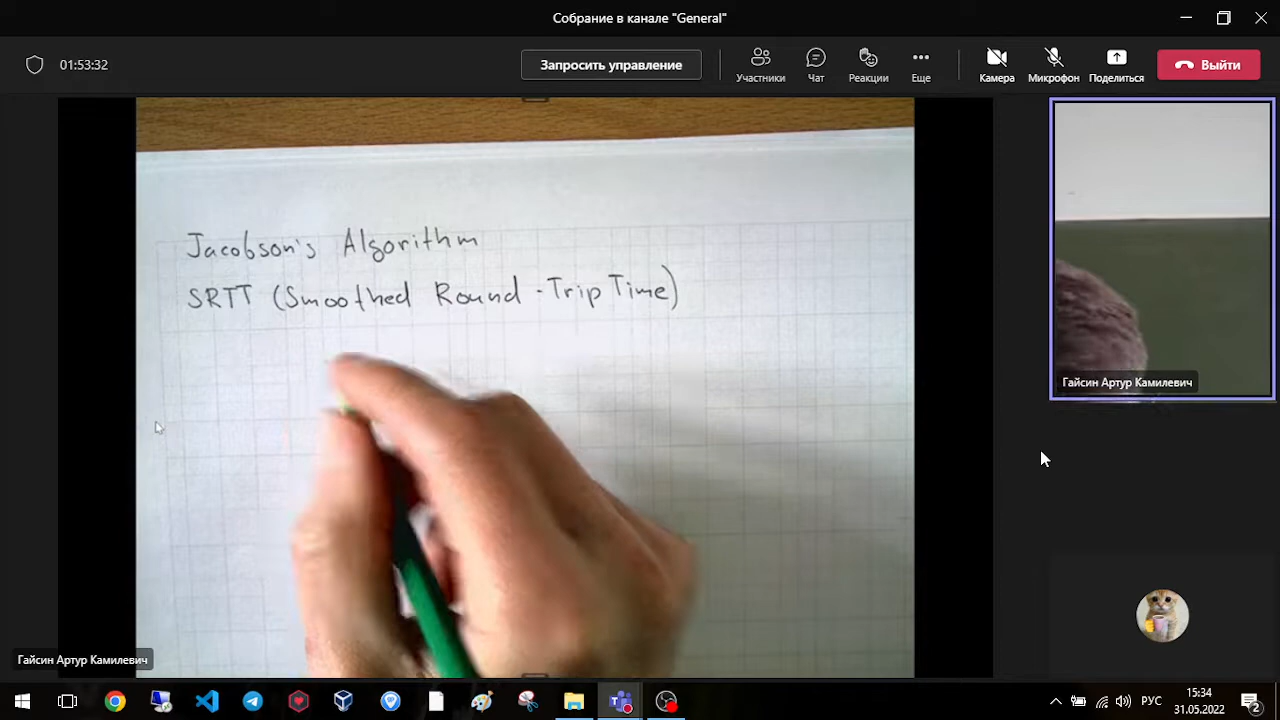 Собрание в канале "General"
01:53:32
Запросить управление
Участники
Чат
Реакции
Еще
Камера
Микрофон
Поделиться
Выйти
Jacobson's Algorithm
SRTT (Smoothed Round-Trip Time)
Гайсин Артур Камилевич
Гайсин Артур Камилевич
РУС
15:34
31.05.2022
2